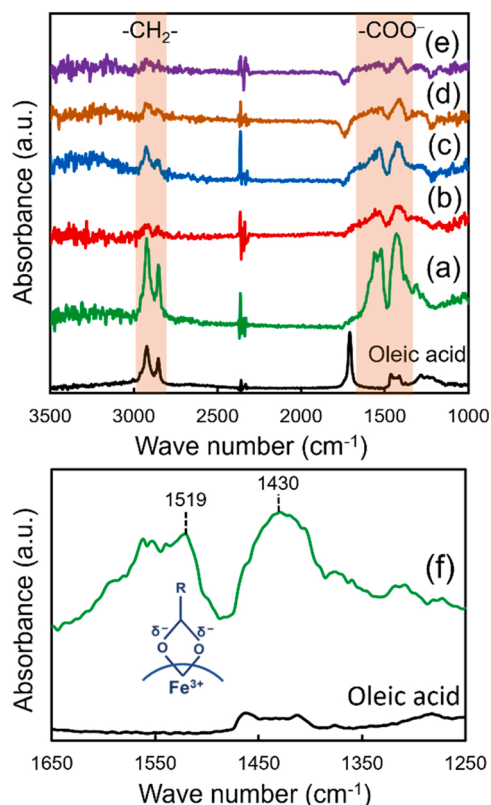 -CH₂-
-COO⁻
(e)
(d)
(c)
(b)
(a)
Oleic acid
Absorbance (a.u.)
3500 3000 2500 2000 1500 1000
Wave number (cm⁻¹)
1519
1430
(f)
R
δ⁻ δ⁻
O O
Fe³⁺
Oleic acid
Absorbance (a.u.)
1650 1550 1450 1350 1250
Wave number (cm⁻¹)